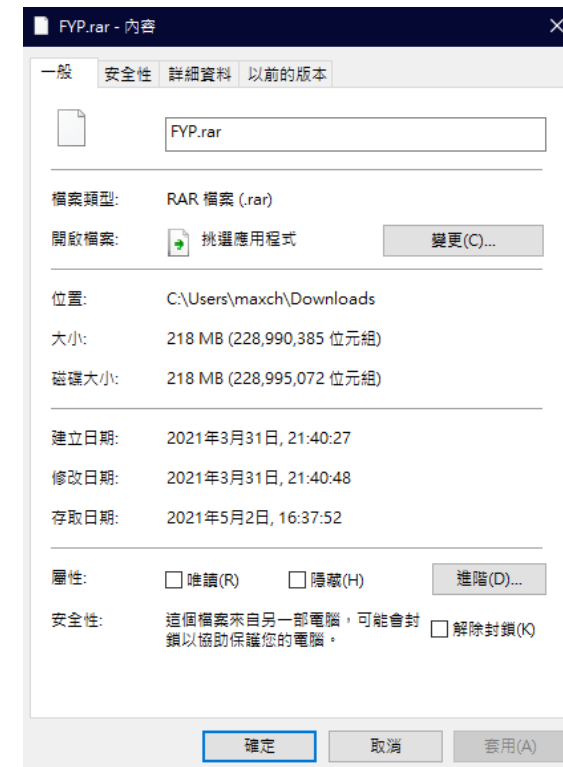 FYP.rar - 內容
一般 安全性 詳細資料 以前的版本
FYP.rar
檔案類型: RAR 檔案 (.rar)
開啟檔案: 挑選應用程式 變更(C)...
位置: C:\Users\maxch\Downloads
大小: 218 MB (228,990,385 位元組)
磁碟大小: 218 MB (228,995,072 位元組)
建立日期: 2021年3月31日, 21:40:27
修改日期: 2021年3月31日, 21:40:48
存取日期: 2021年5月2日, 16:37:52
屬性: 唯讀(R) 隱藏(H) 進階(D)...
安全性: 這個檔案來自另一部電腦，可能會封
鎖以協助保護您的電腦。 解除封鎖(K)
確定 取消 套用(A)